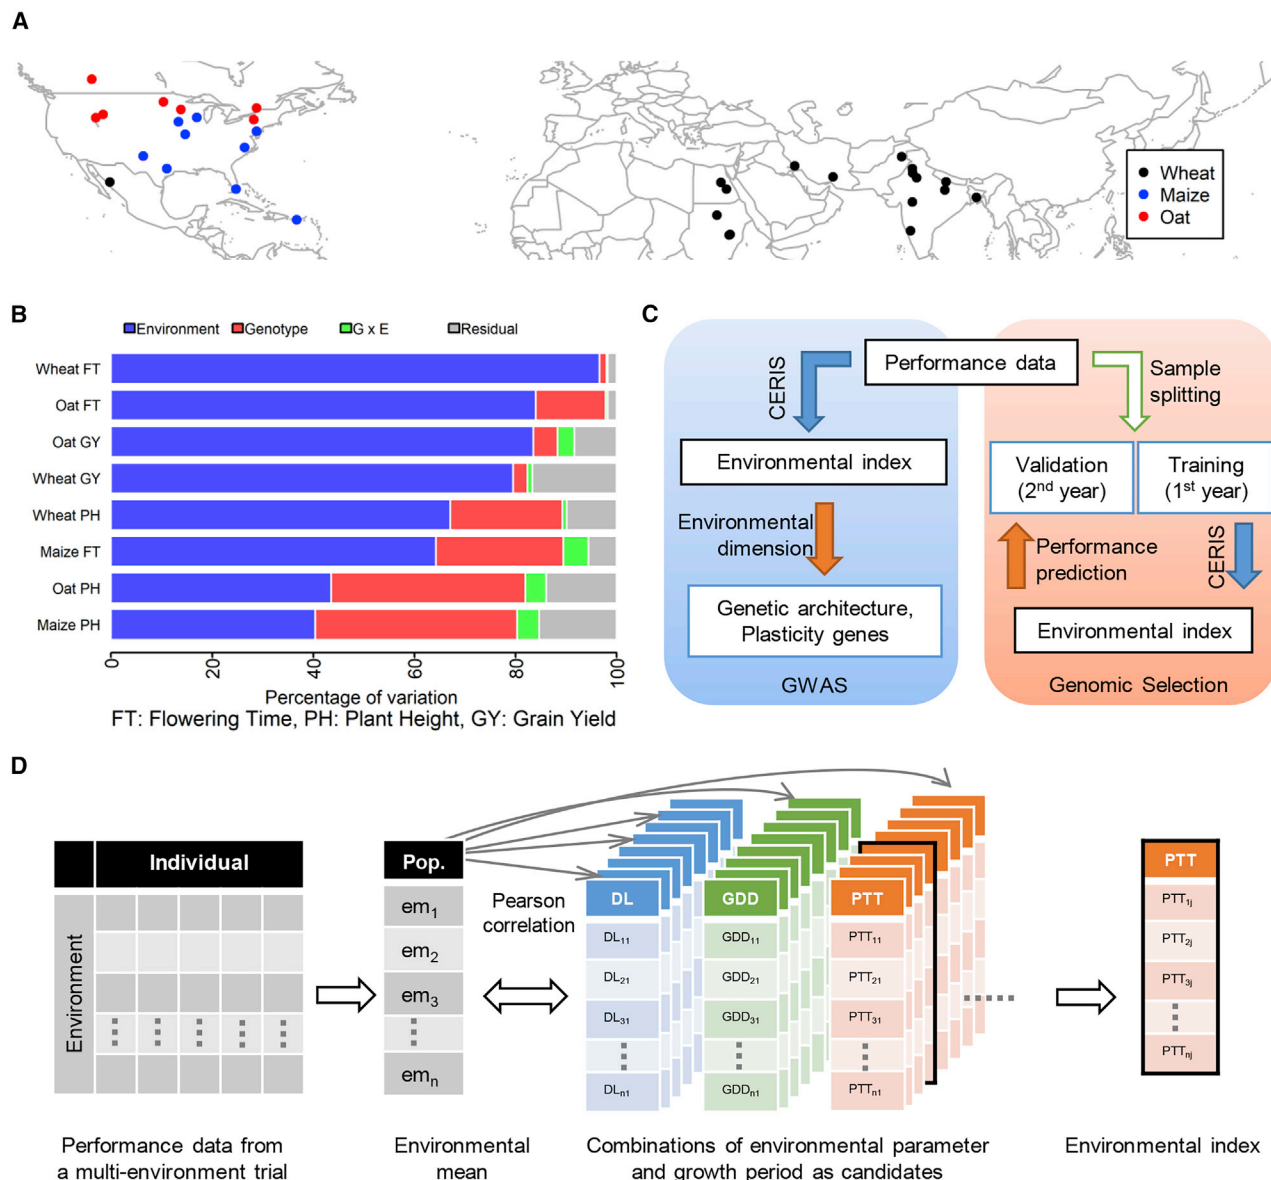 A
Wheat
Maize
Oat
B
Environment Genotype G x E Residual
Wheat FT
Oat FT
Oat GY
Wheat GY
Wheat PH
Maize FT
Oat PH
Maize PH
0 20 40 60 80 100
Percentage of variation
FT: Flowering Time, PH: Plant Height, GY: Grain Yield
C
Performance data
CERIS
Sample
splitting
Environmental index
Validation
(2nd year)
Training
(1st year)
Environmental
dimension
Performance
prediction
CERIS
Genetic architecture,
Plasticity genes
Environmental index
GWAS
Genomic Selection
D
Individual
Environment
Pop.
em1
em2
em3
emn
Pearson
correlation
DL GDD PTT
DL11 GDD11 PTT11
DL21 GDD21 PTT21
DL31 GDD31 PTT31
DLn1 GDDn1 PTTn1
PTT
PTT1j
PTT2j
PTT3j
PTTnj
Performance data from
a multi-environment trial
Environmental
mean
Combinations of environmental parameter
and growth period as candidates
Environmental index